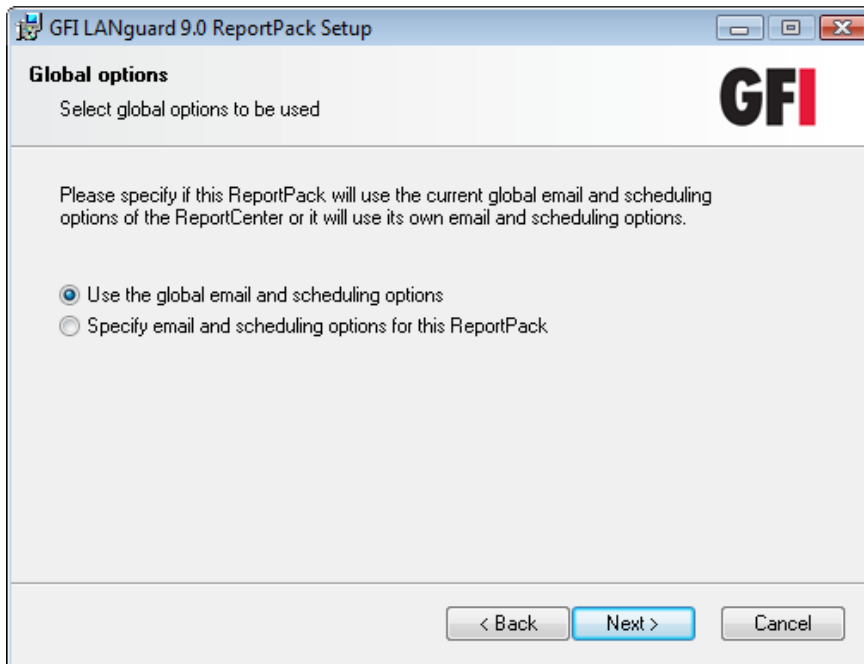 GFI LANguard 9.0 ReportPack Setup
Global options
Select global options to be used
GFI
Please specify if this ReportPack will use the current global email and scheduling
options of the ReportCenter or it will use its own email and scheduling options.
Use the global email and scheduling options
Specify email and scheduling options for this ReportPack
< Back
Next >
Cancel